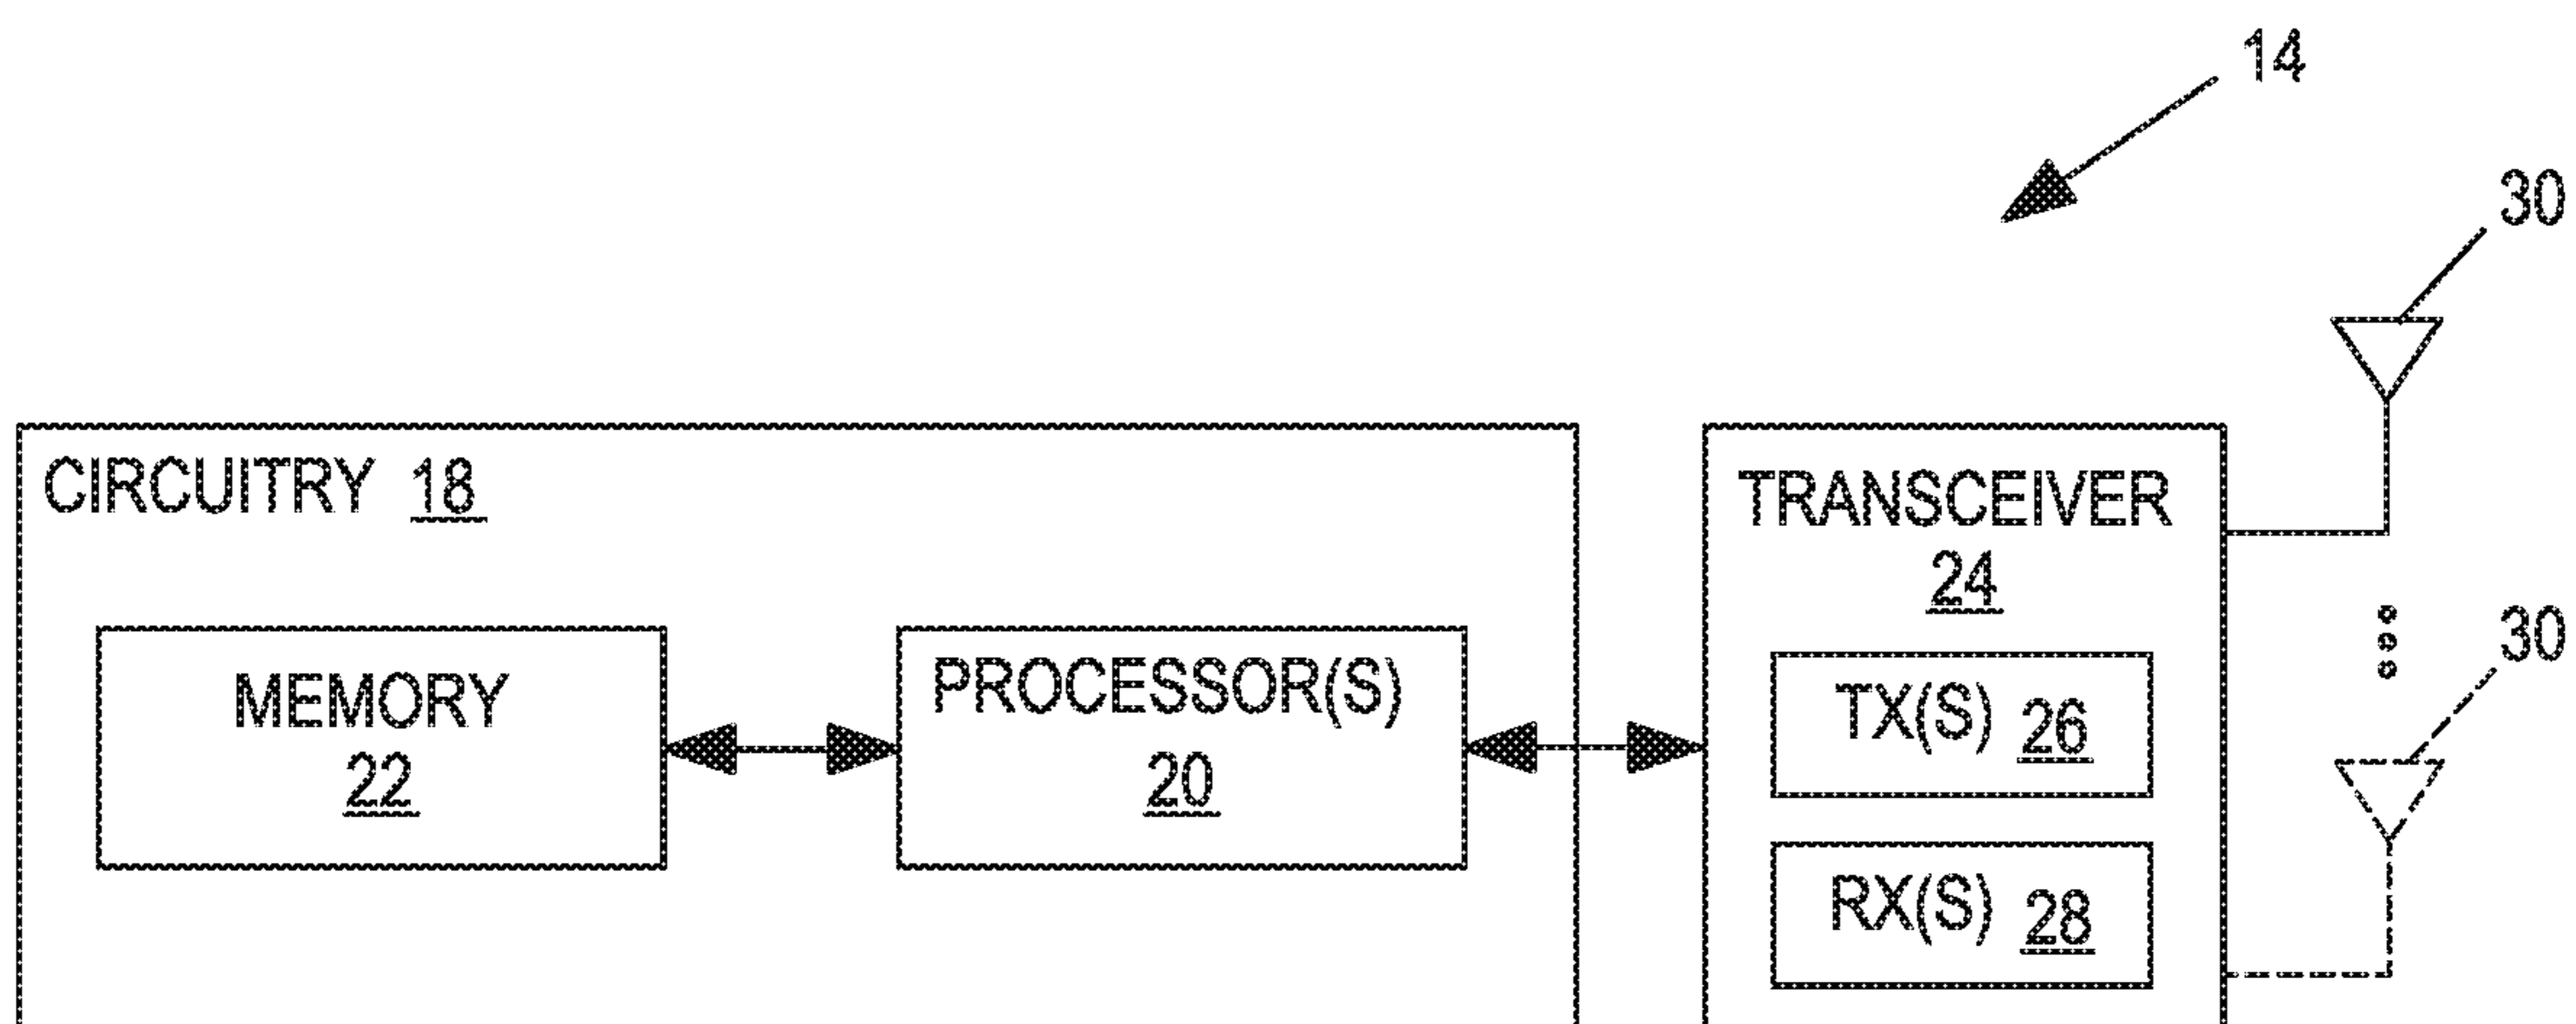 14
30
CIRCUITRY 18
TRANSCEIVER
24
MEMORY
22
PROCESSOR(S)
20
TX(S) 26
RX(S) 28
30